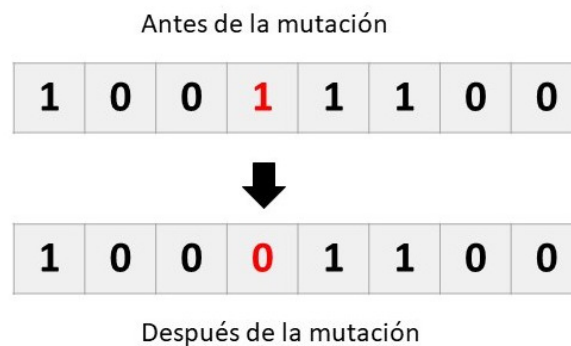 Antes de la mutación
1 0 0 1 1 1 0 0
1 0 0 0 1 1 0 0
Después de la mutación